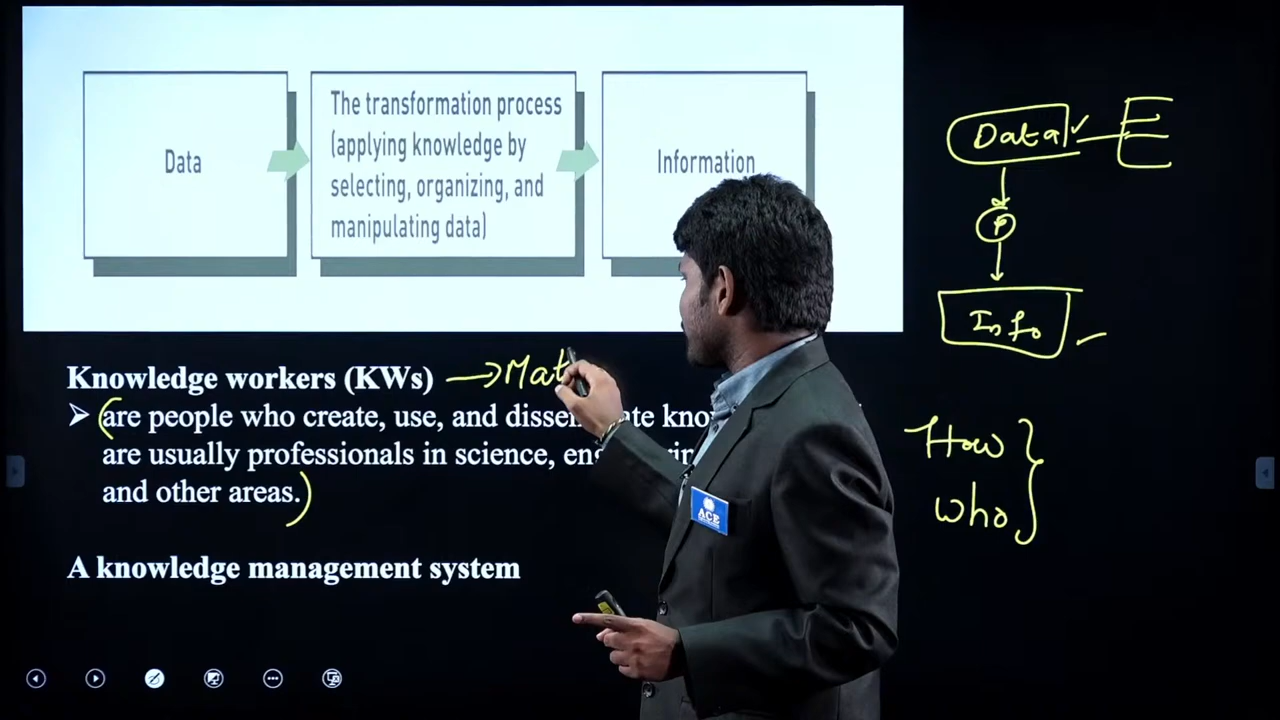 Data
The transformation process
(applying knowledge by
selecting, organizing, and
manipulating data)
Information
Data
P
Info
Knowledge workers (KWs) → Mat
➢ (are people who create, use, and
are usually professionals in science,
and other areas.)
How
who
ACE
A knowledge management system